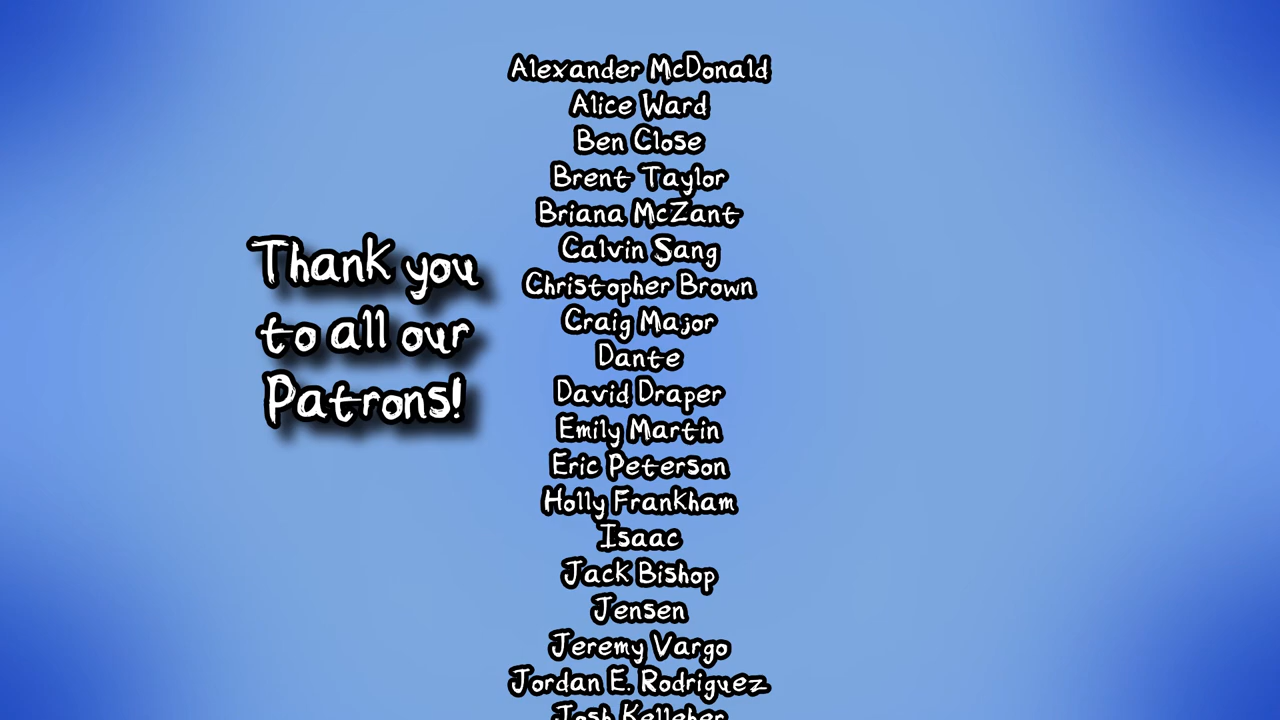 Thank you
to all our
Patrons!
Alexander McDonald
Alice Ward
Ben Close
Brent Taylor
Briana McZant
Calvin Sang
Christopher Brown
Craig Major
Dante
David Draper
Emily Martin
Eric Peterson
Holly Frankham
Isaac
Jack Bishop
Jensen
Jeremy Vargo
Jordan E. Rodriguez
Josh Kelleher